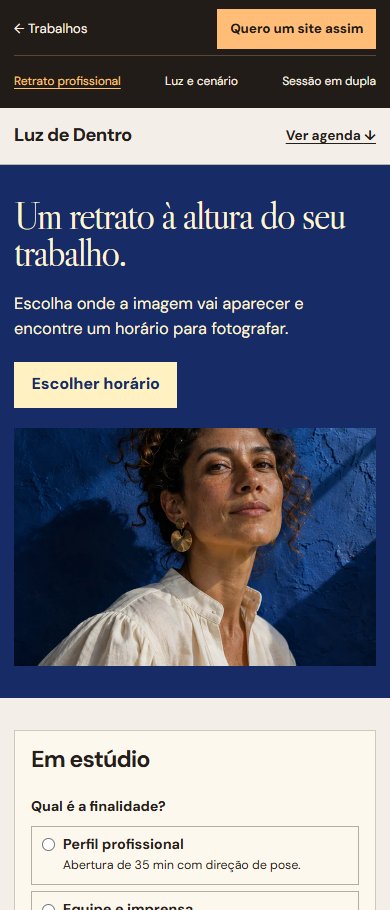 ← Trabalhos
Quero um site assim
Retrato profissional
Luz e cenário
Sessão em dupla
Luz de Dentro
Ver agenda ↓
Um retrato à altura do seu
trabalho.
Escolha onde a imagem vai aparecer e
encontre um horário para fotografar.
Escolher horário
Em estúdio
Qual é a finalidade?
Perfil profissional
Abertura de 35 min com direção de pose.
Equipe e imprensa